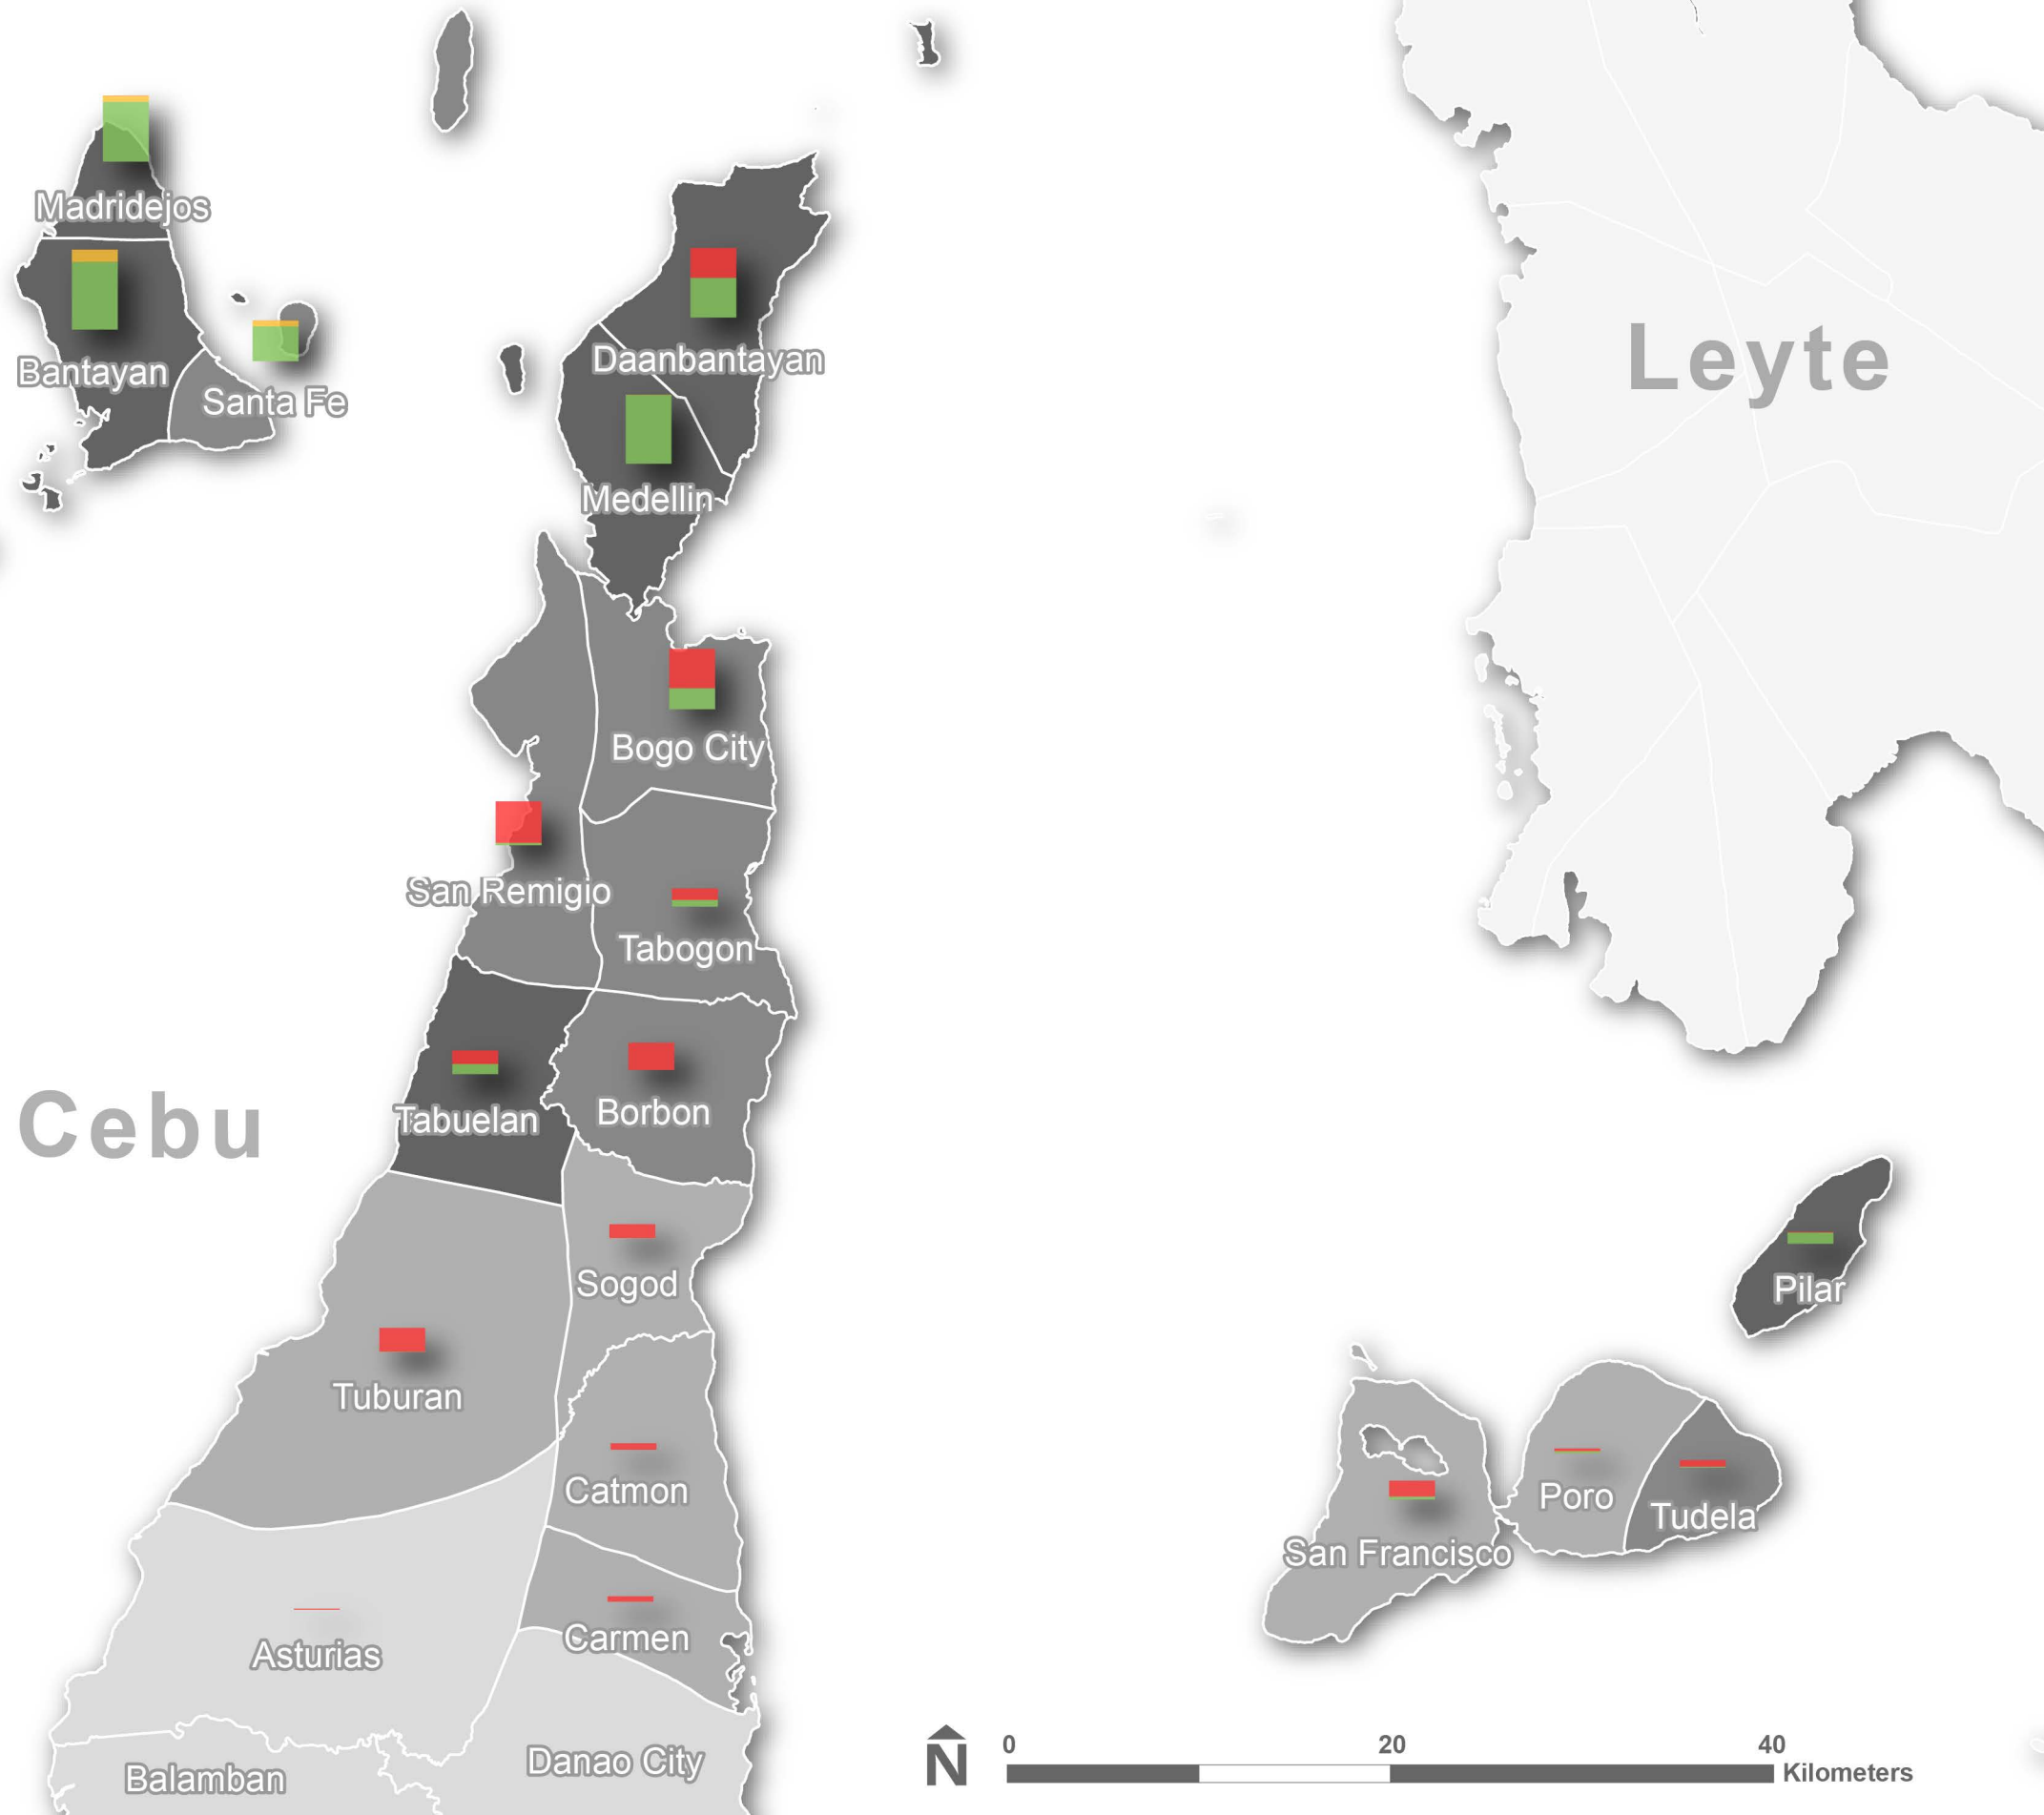 Madridejos
Bantayan
Santa Fe
Daanbantayan
Leyte
Medellin
Bogo City
San Remigio
Tabogon
Cebu
Tabuelan
Borbon
Sogod
Pilar
Tuburan
Catmon
Poro
Tudela
San Francisco
Carmen
Asturias
Danao City
Balamban
N
0 20 40
Kilometers